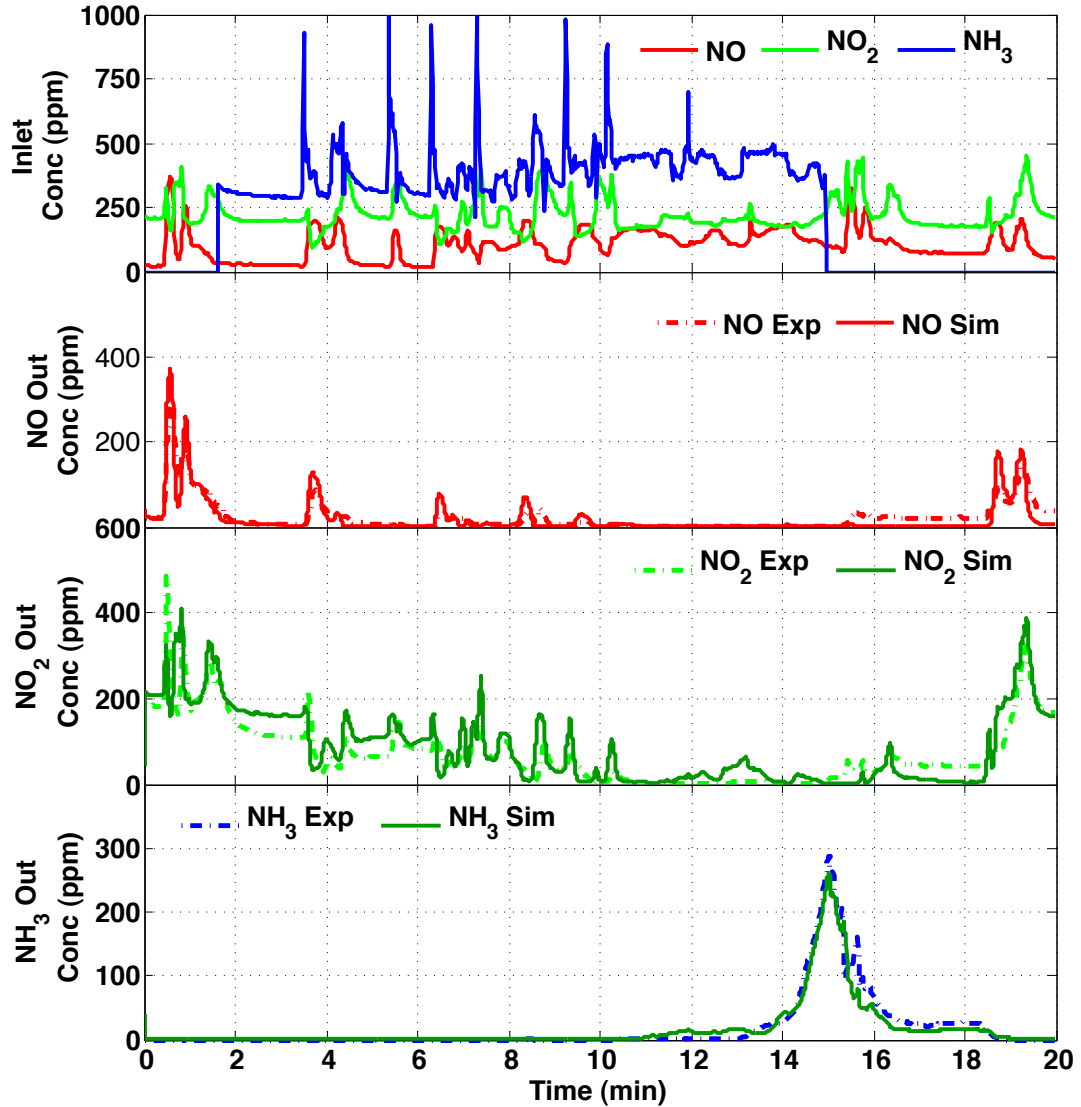 1000
NO NO2 NH3
750
500
250
0
Inlet
Conc (ppm)
NO Exp NO Sim
400
200
600
NO Out
Conc (ppm)
NO2 Exp NO2 Sim
400
200
0
NO2 Out
Conc (ppm)
NH3 Exp NH3 Sim
300
200
100
0
NH3 Out
Conc (ppm)
0 2 4 6 8 10 12 14 16 18 20
Time (min)